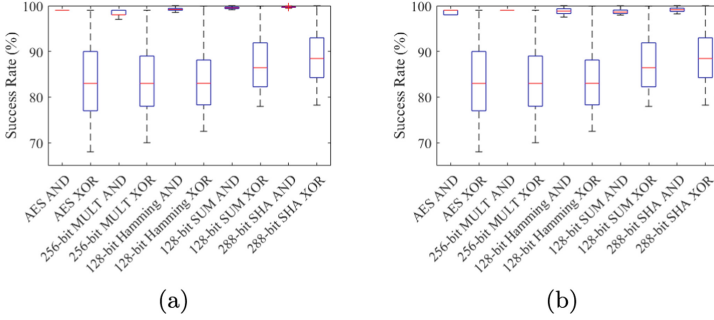 100
90
80
70
Success Rate (%)
AES AND
AES XOR
256-bit MULT AND
256-bit MULT XOR
128-bit Hamming AND
128-bit Hamming XOR
128-bit SUM AND
128-bit SUM XOR
288-bit SHA AND
288-bit SHA XOR
(a)
100
90
80
70
Success Rate (%)
AES AND
AES XOR
256-bit MULT AND
256-bit MULT XOR
128-bit Hamming AND
128-bit Hamming XOR
128-bit SUM AND
128-bit SUM XOR
288-bit SHA AND
288-bit SHA XOR
(b)